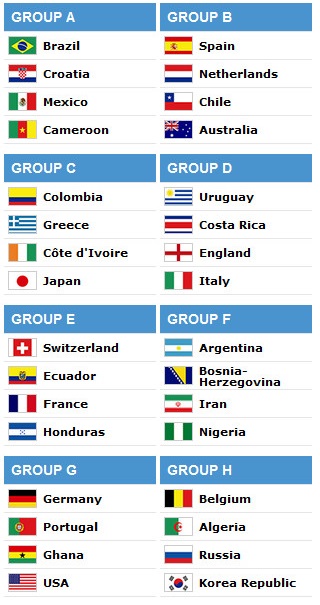 GROUP A
Brazil
Croatia
Mexico
Cameroon
GROUP B
Spain
Netherlands
Chile
Australia
GROUP C
Colombia
Greece
Côte d'Ivoire
Japan
GROUP D
Uruguay
Costa Rica
England
Italy
GROUP E
Switzerland
Ecuador
France
Honduras
GROUP F
Argentina
Bosnia-
Herzegovina
Iran
Nigeria
GROUP G
Germany
Portugal
Ghana
USA
GROUP H
Belgium
Algeria
Russia
Korea Republic